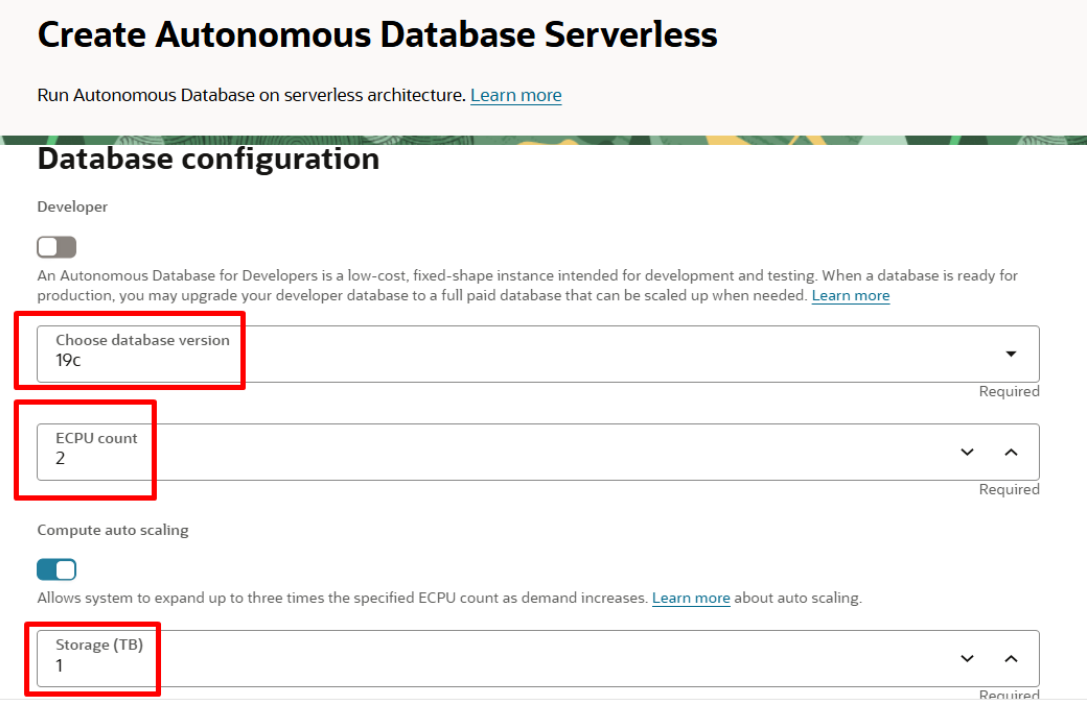 Create Autonomous Database Serverless
Run Autonomous Database on serverless architecture. Learn more
Database configuration
Developer
An Autonomous Database for Developers is a low-cost, fixed-shape instance intended for development and testing. When a database is ready for
production, you may upgrade your developer database to a full paid database that can be scaled up when needed. Learn more
Choose database version
19c
Required
ECPU count
2
Required
Compute auto scaling
Allows system to expand up to three times the specified ECPU count as demand increases. Learn more about auto scaling.
Storage (TB)
1
Required